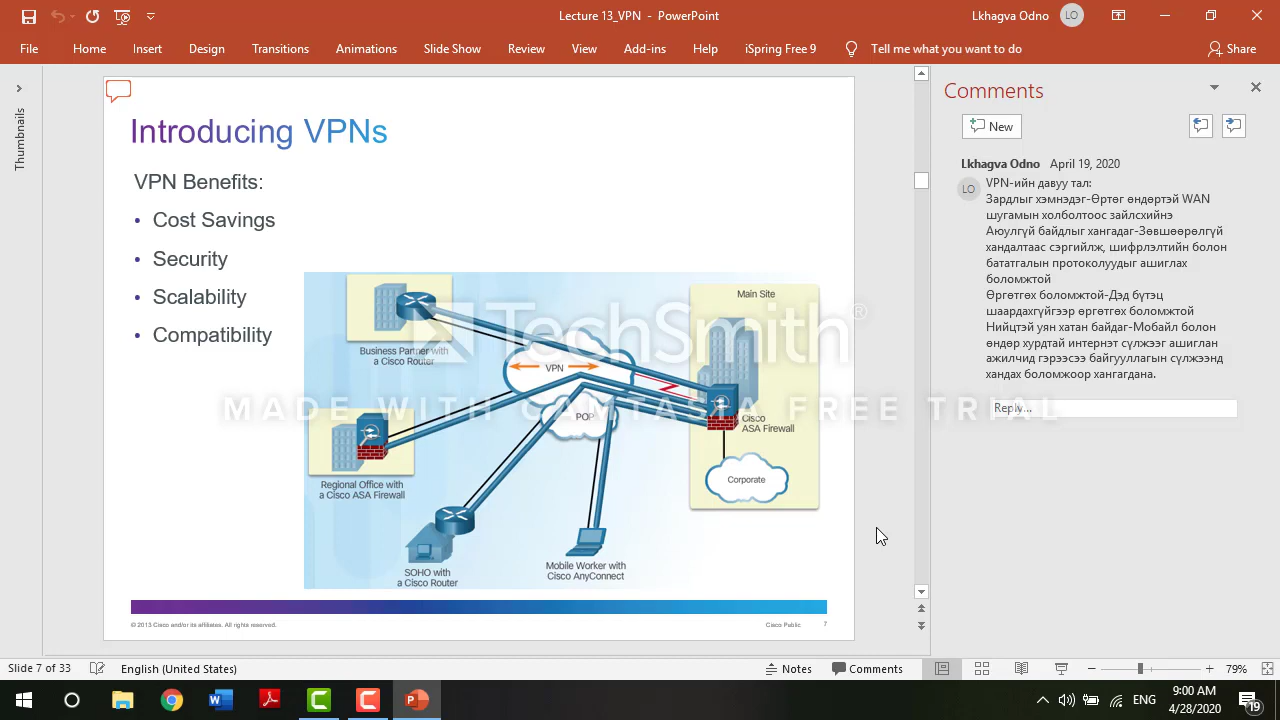 Lecture 13_VPN - PowerPoint
Lkhagva Odno
LO
File
Home
Insert
Design
Transitions
Animations
Slide Show
Review
View
Add-ins
Help
iSpring Free 9
Tell me what you want to do
Share
Thumbnails
Introducing VPNs
VPN Benefits:
• Cost Savings
• Security
• Scalability
• Compatibility
Main Site
Business Partner with
a Cisco Router
VPN
POP
Cisco
ASA Firewall
Regional Office with
a Cisco ASA Firewall
Corporate
SOHO with
a Cisco Router
Mobile Worker with
Cisco AnyConnect
© 2013 Cisco and/or its affiliates. All rights reserved.
Cisco Public
7
TechSmith®
MADE WITH CAMTASIA FREE TRIAL
Comments
New
Lkhagva Odno April 19, 2020
LO
VPN-ийн давуу тал:
Зардлыг хэмнэдэг-Өртөг өндөртэй WAN
шугамын холболтоос зайлсхийнэ
Аюулгүй байдлыг хангадаг-Зөвшөөрөлгүй
хандалтаас сэргийлж, шифрлэлтийн болон
бататгалын протоколуудыг ашиглах
боломжтой
Өргөтгөх боломжтой-Дэд бүтэц
шаардахгүйгээр өргөтгөх боломжтой
Нийцтэй уян хатан байдаг-Мобайл болон
өндөр хурдтай интернэт сүлжээг ашиглан
ажилчид гэрээсээ байгууллагын сүлжээнд
хандах боломжоор хангагдана.
Reply...
Slide 7 of 33
English (United States)
Notes
Comments
79%
ENG
9:00 AM
4/28/2020
19